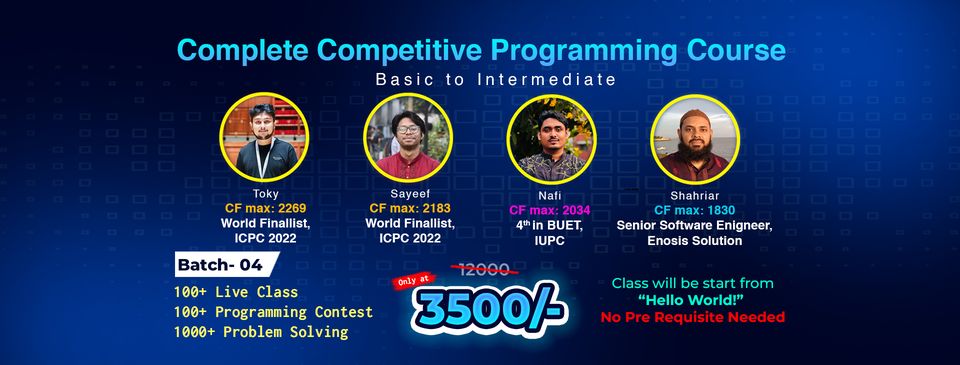 Complete Competitive Programming Course
Basic to Intermediate
Toky
CF max: 2269
World Finallist,
ICPC 2022
Sayeef
CF max: 2183
World Finallist,
ICPC 2022
Nafi
CF max: 2034
4th in BUET,
IUPC
Shahriar
CF max: 1830
Senior Software Enigneer,
Enosis Solution
Batch- 04
100+ Live Class
100+ Programming Contest
1000+ Problem Solving
12000
Only at
3500/-
Class will be start from
“Hello World!”
No Pre Requisite Needed